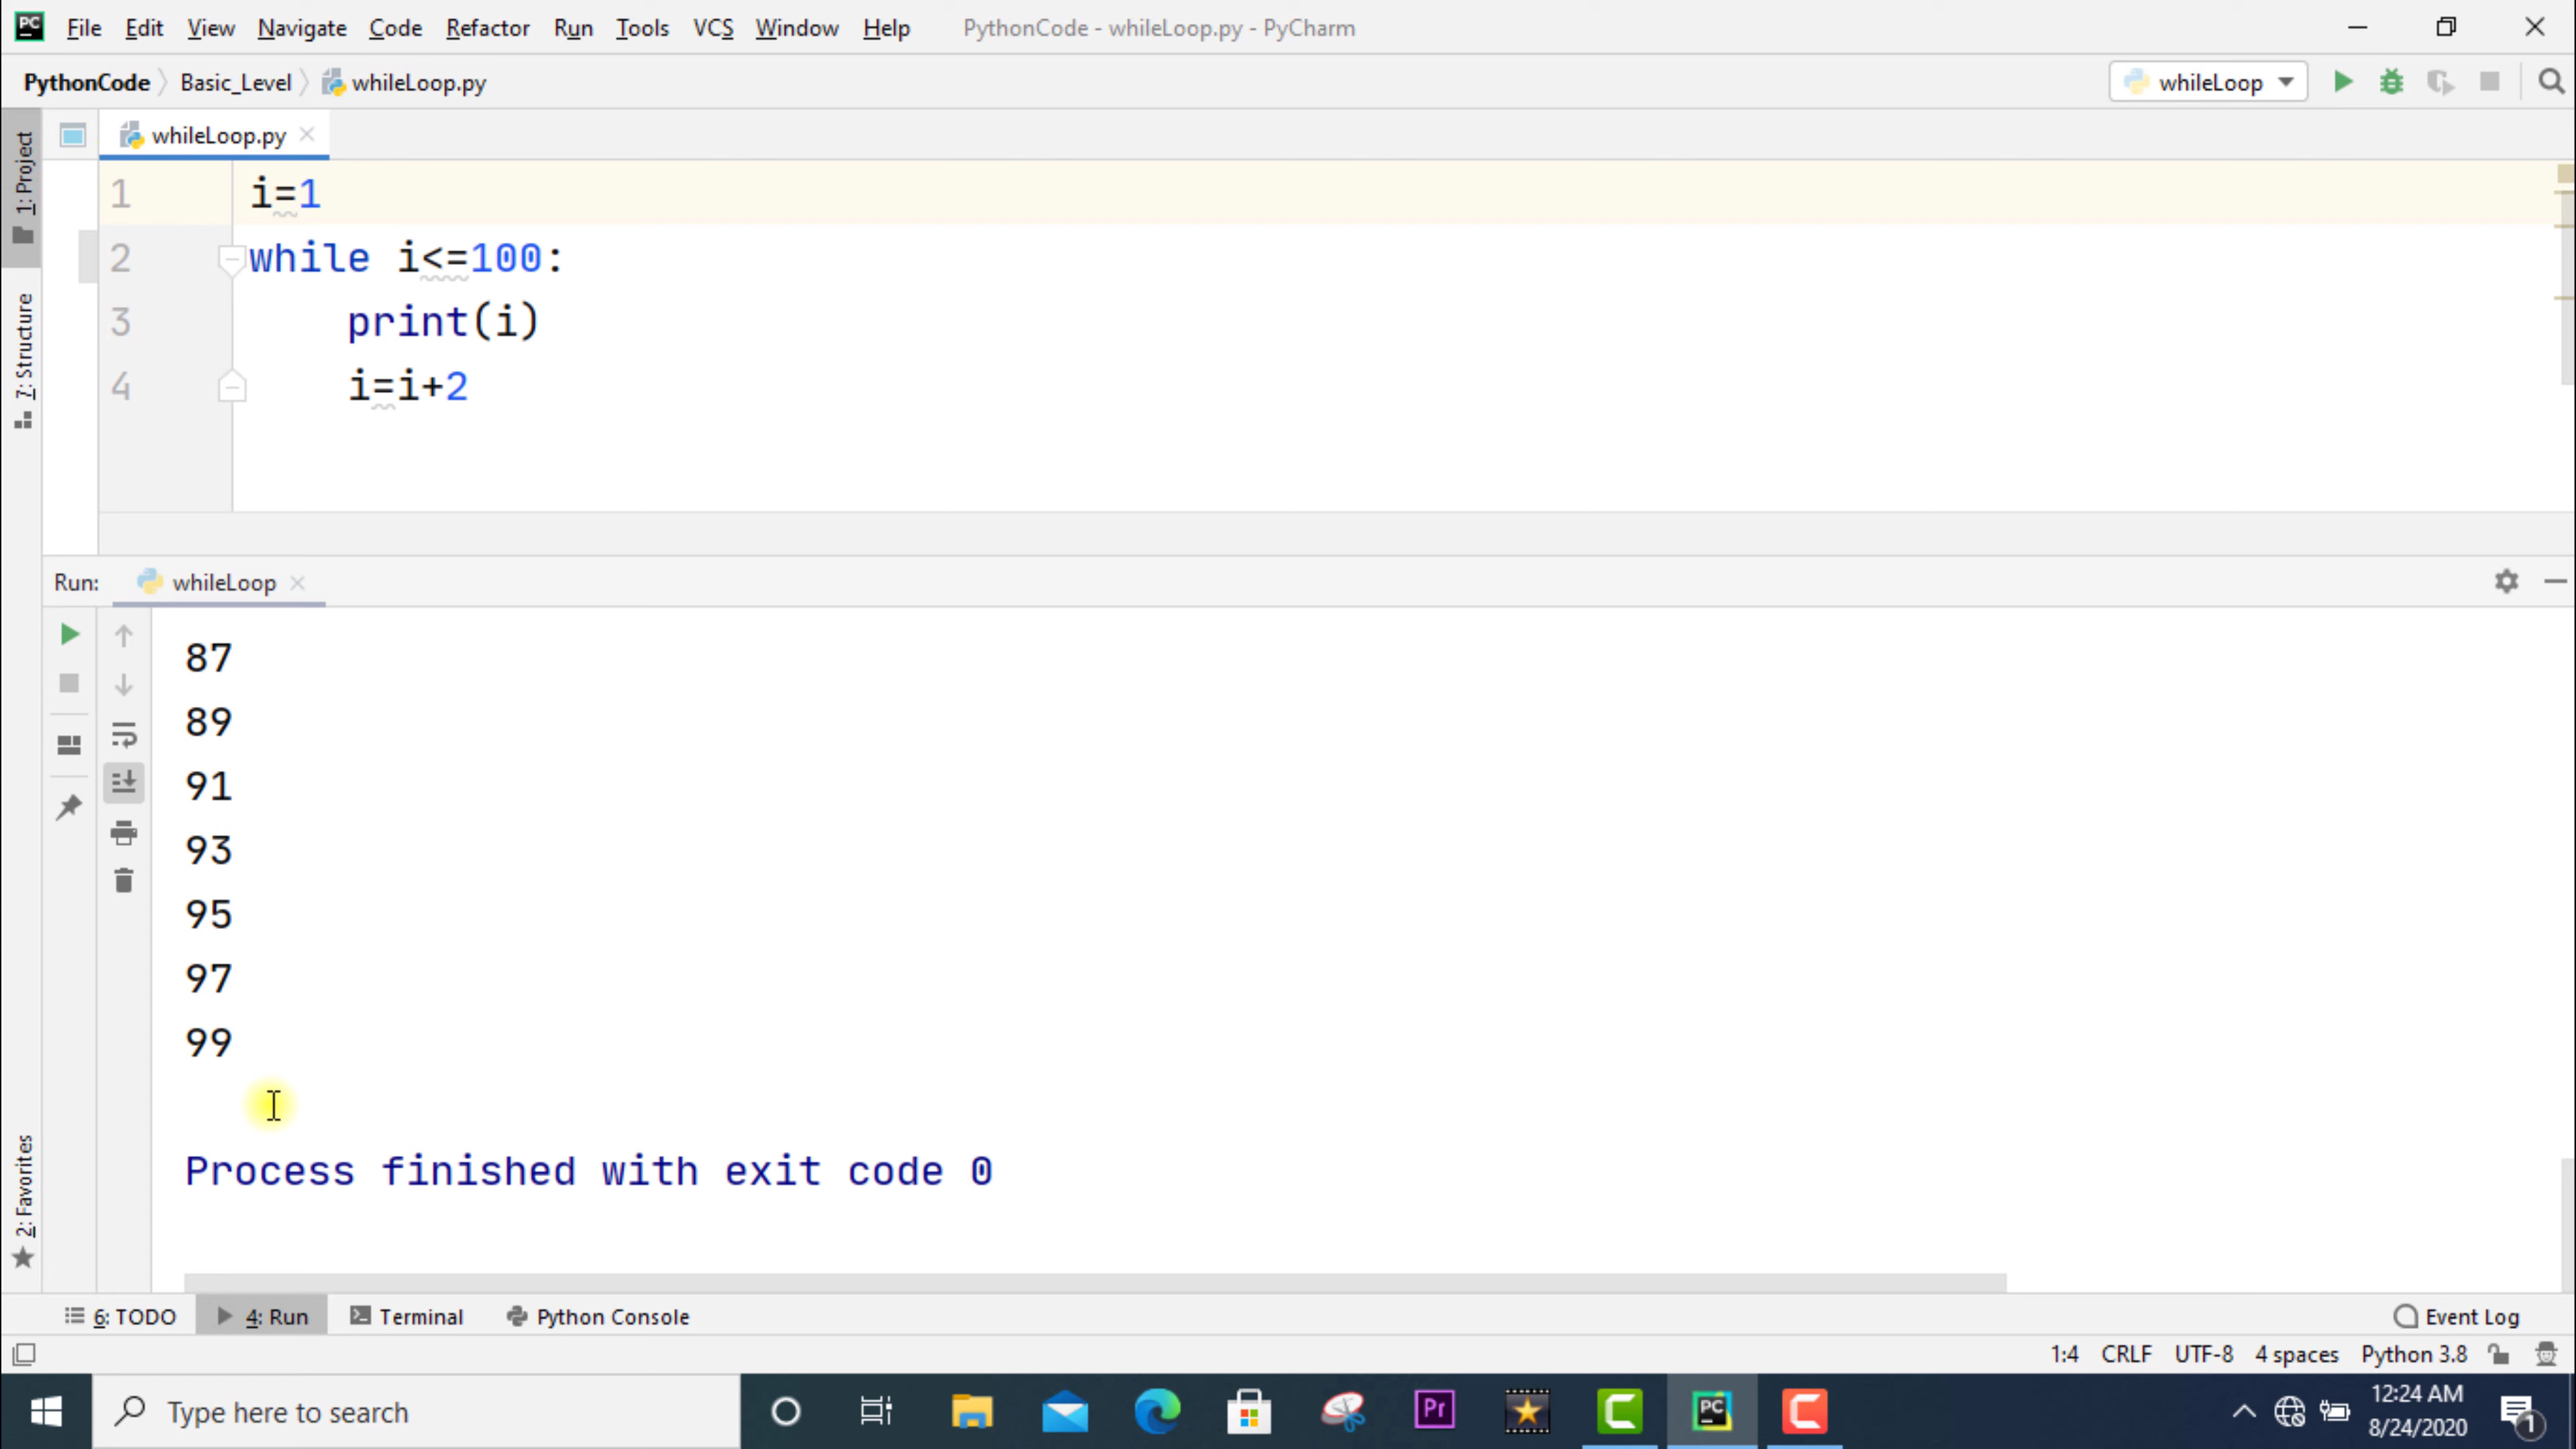 PC File Edit View Navigate Code Refactor Run Tools VCS Window Help PythonCode - whileLoop.py - PyCharm
PythonCode Basic_Level whileLoop.py whileLoop
1: Project
7: Structure
2: Favorites
whileLoop.py
1 i=1
2 while i<=100:
3 print(i)
4 i=i+2
Run: whileLoop
87
89
91
93
95
97
99
Process finished with exit code 0
6: TODO 4: Run Terminal Python Console Event Log
1:4 CRLF UTF-8 4 spaces Python 3.8
Type here to search
Pr
PC
12:24 AM
8/24/2020
1